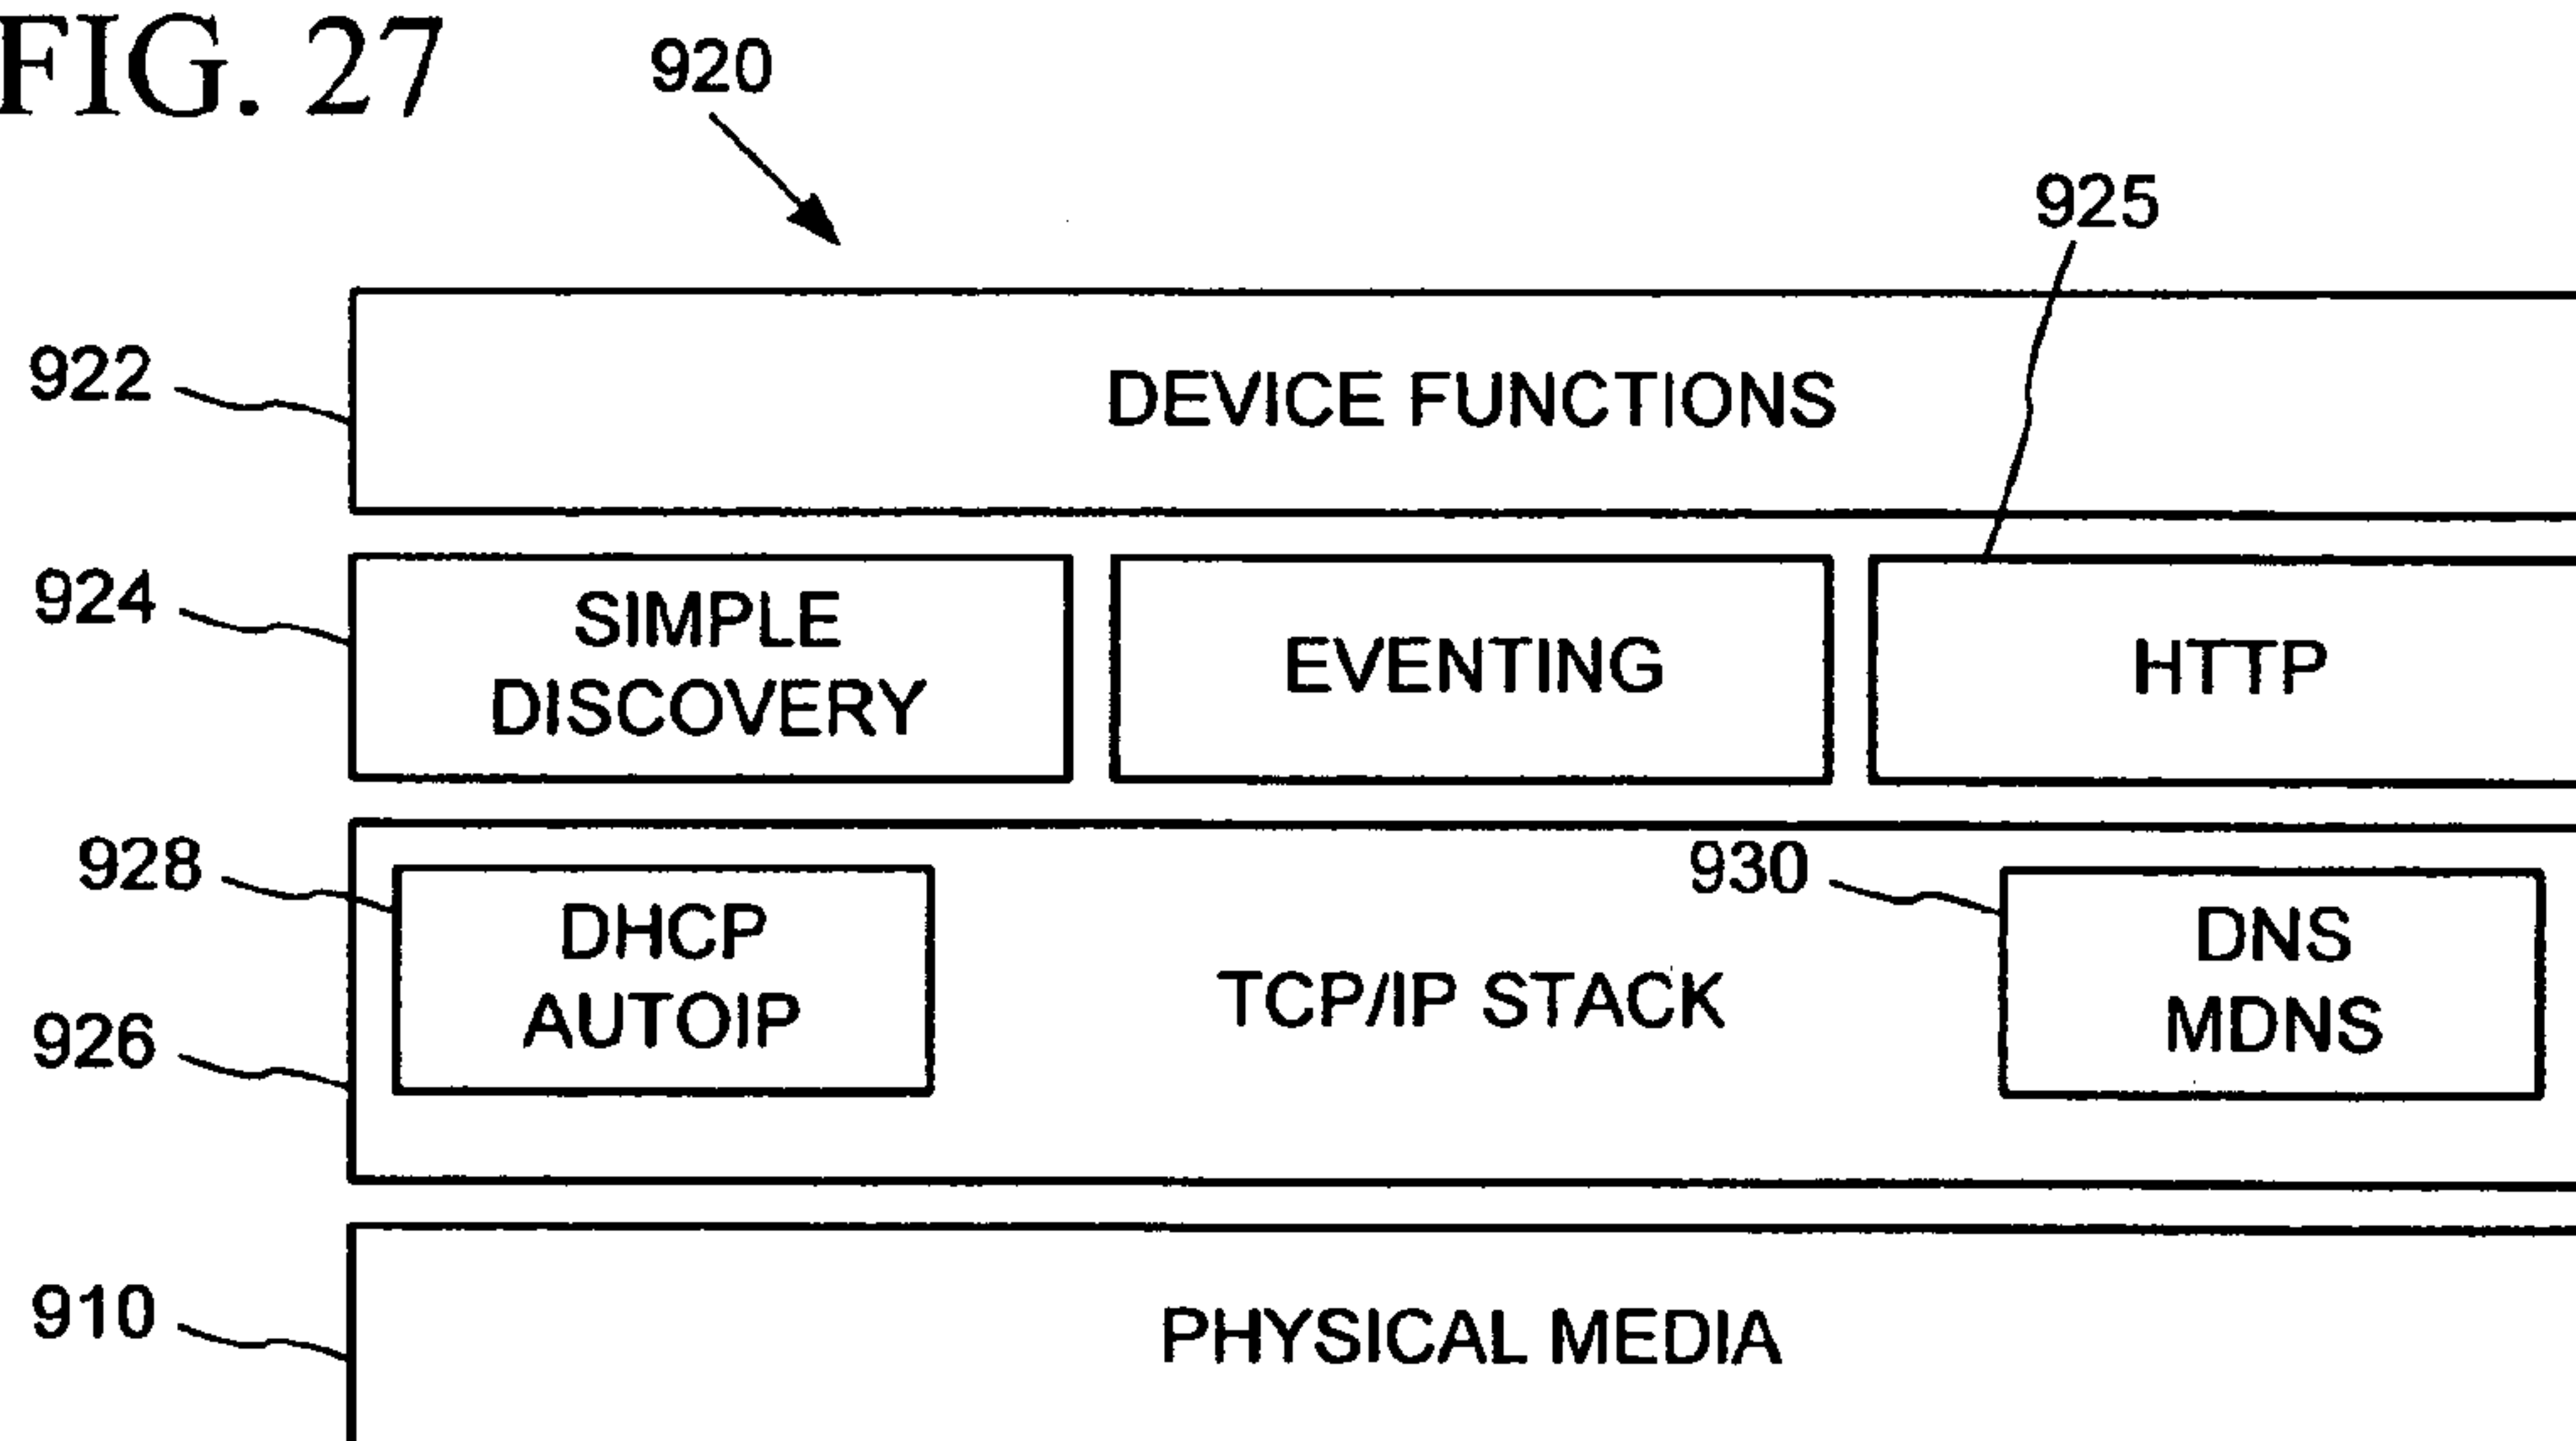 FIG. 27
920
925
922
DEVICE FUNCTIONS
924
SIMPLE
DISCOVERY
EVENTING
HTTP
928
DHCP
AUTOIP
930
DNS
MDNS
TCP/IP STACK
926
910
PHYSICAL MEDIA